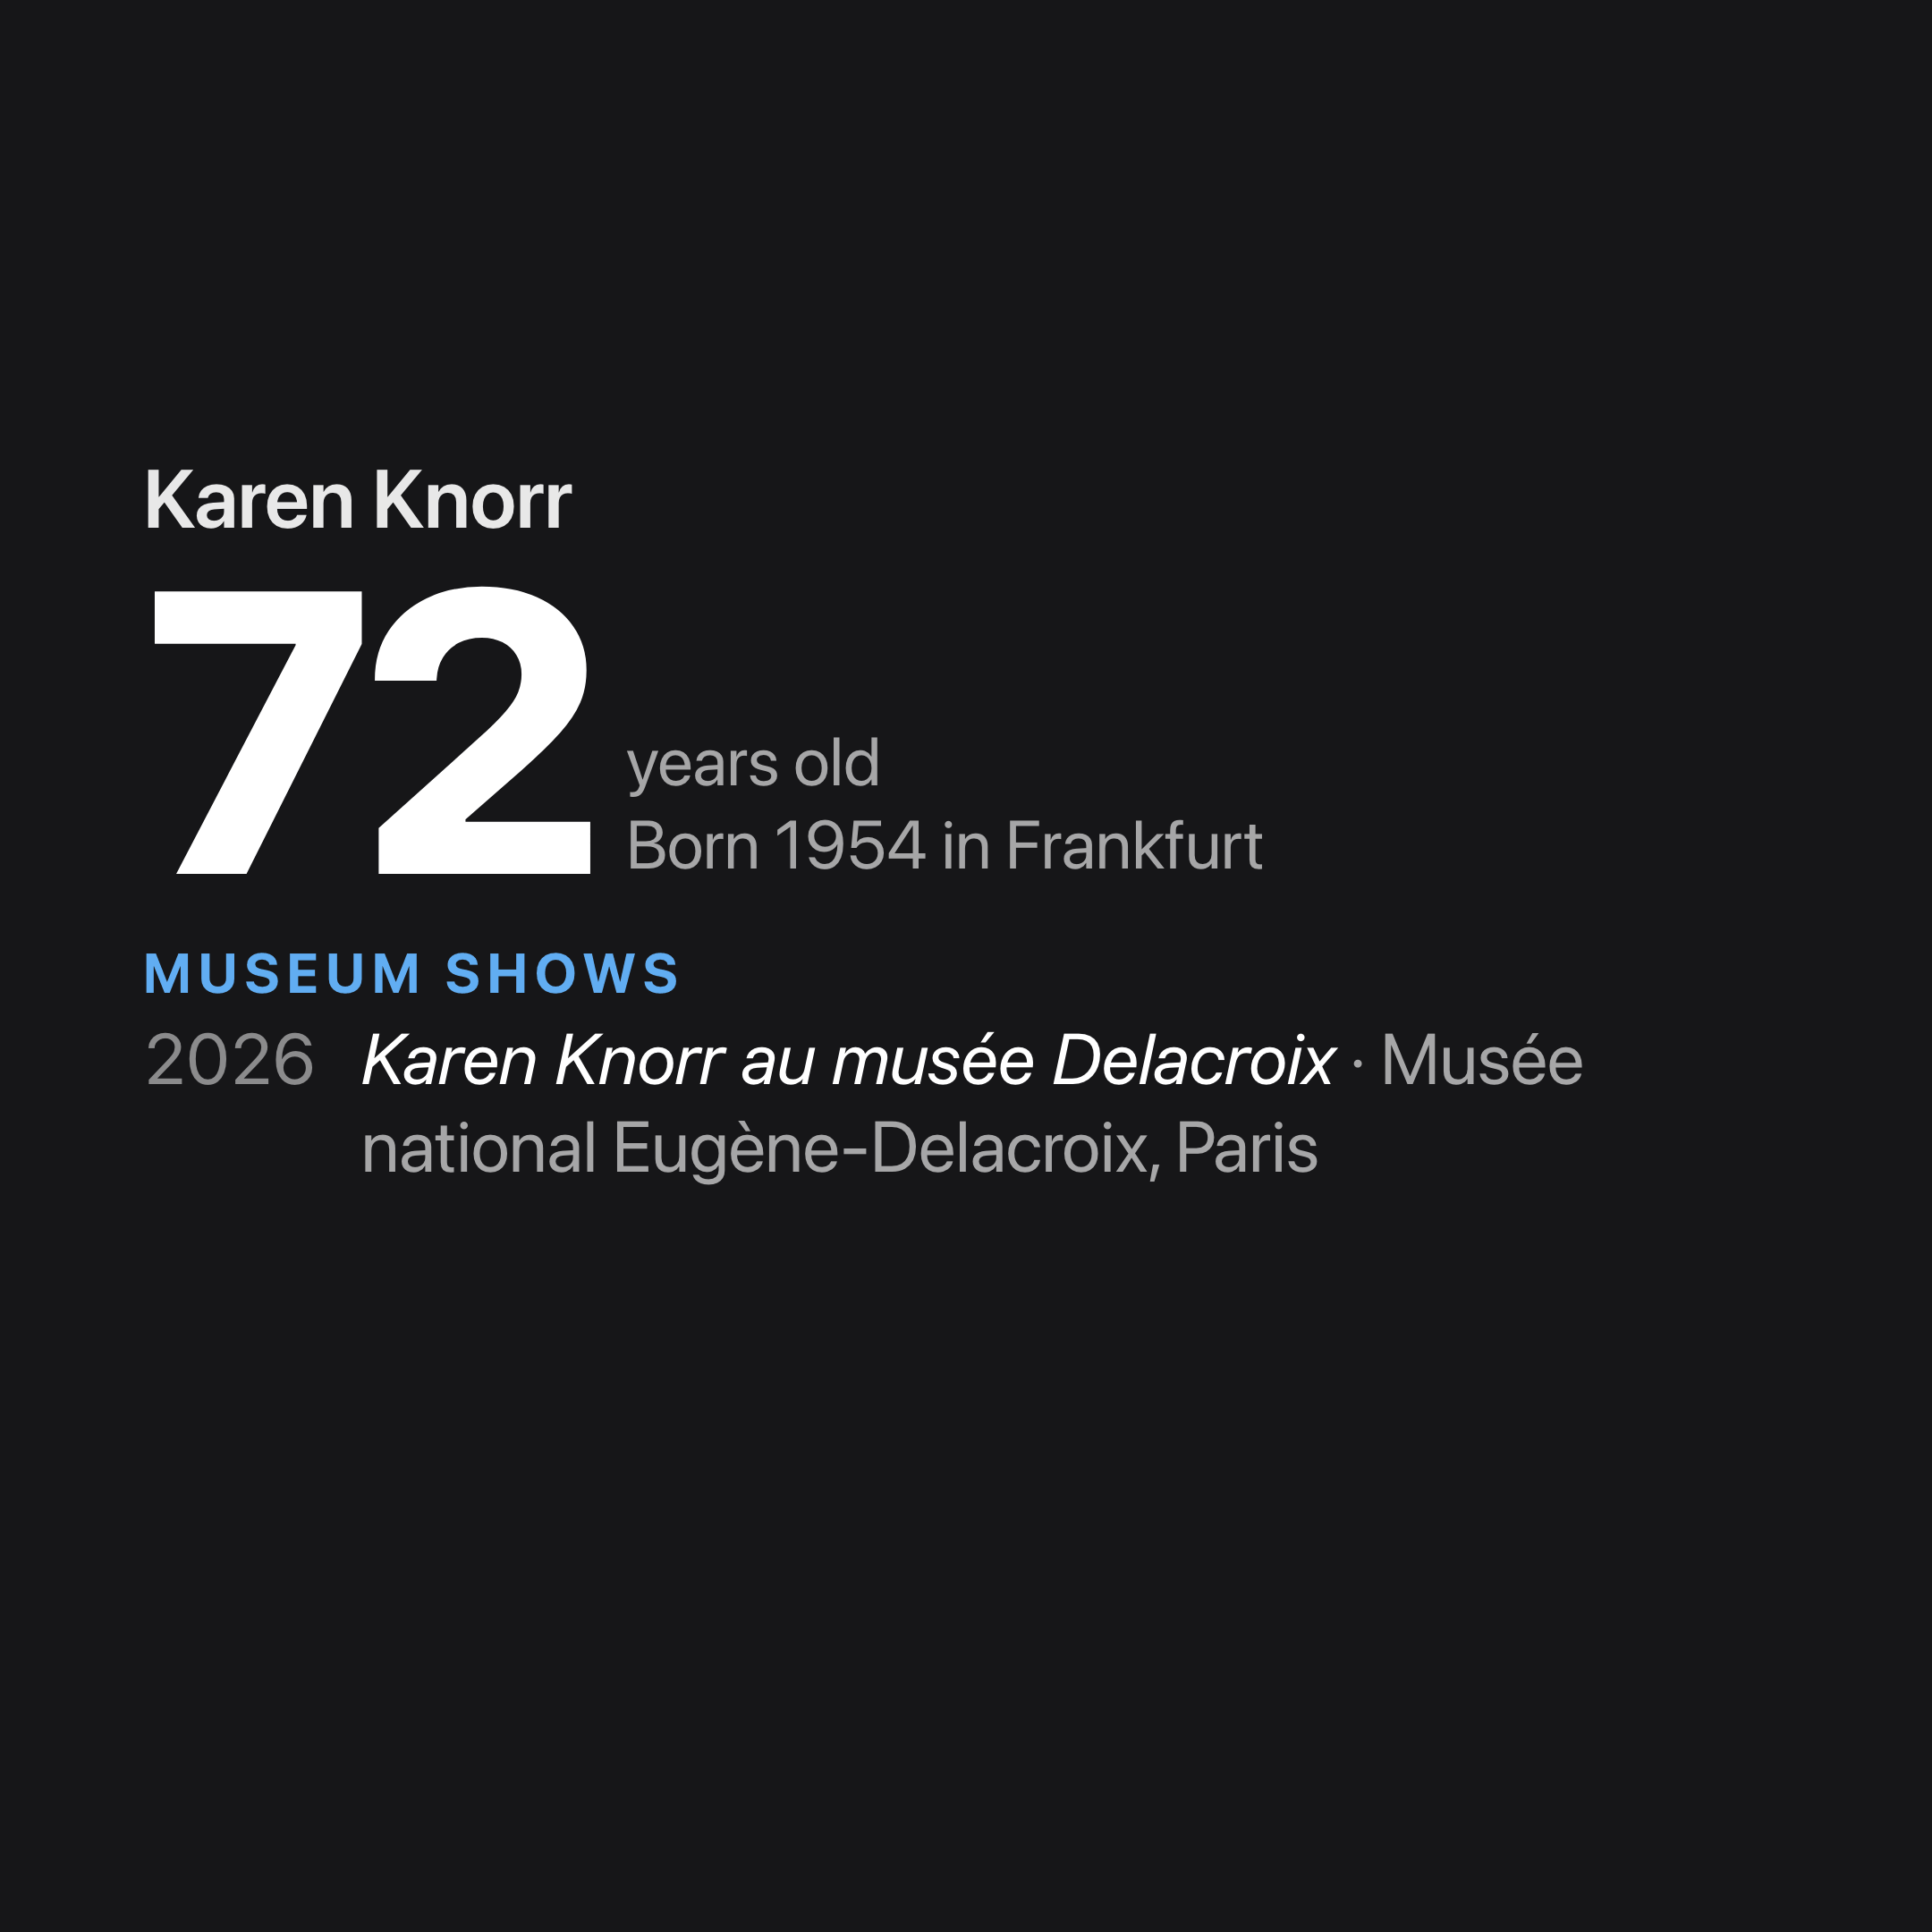 Karen Knorr
72
years old
Born 1954 in Frankfurt
MUSEUM SHOWS
2026 Karen Knorr au musée Delacroix · Musée
national Eugène-Delacroix, Paris